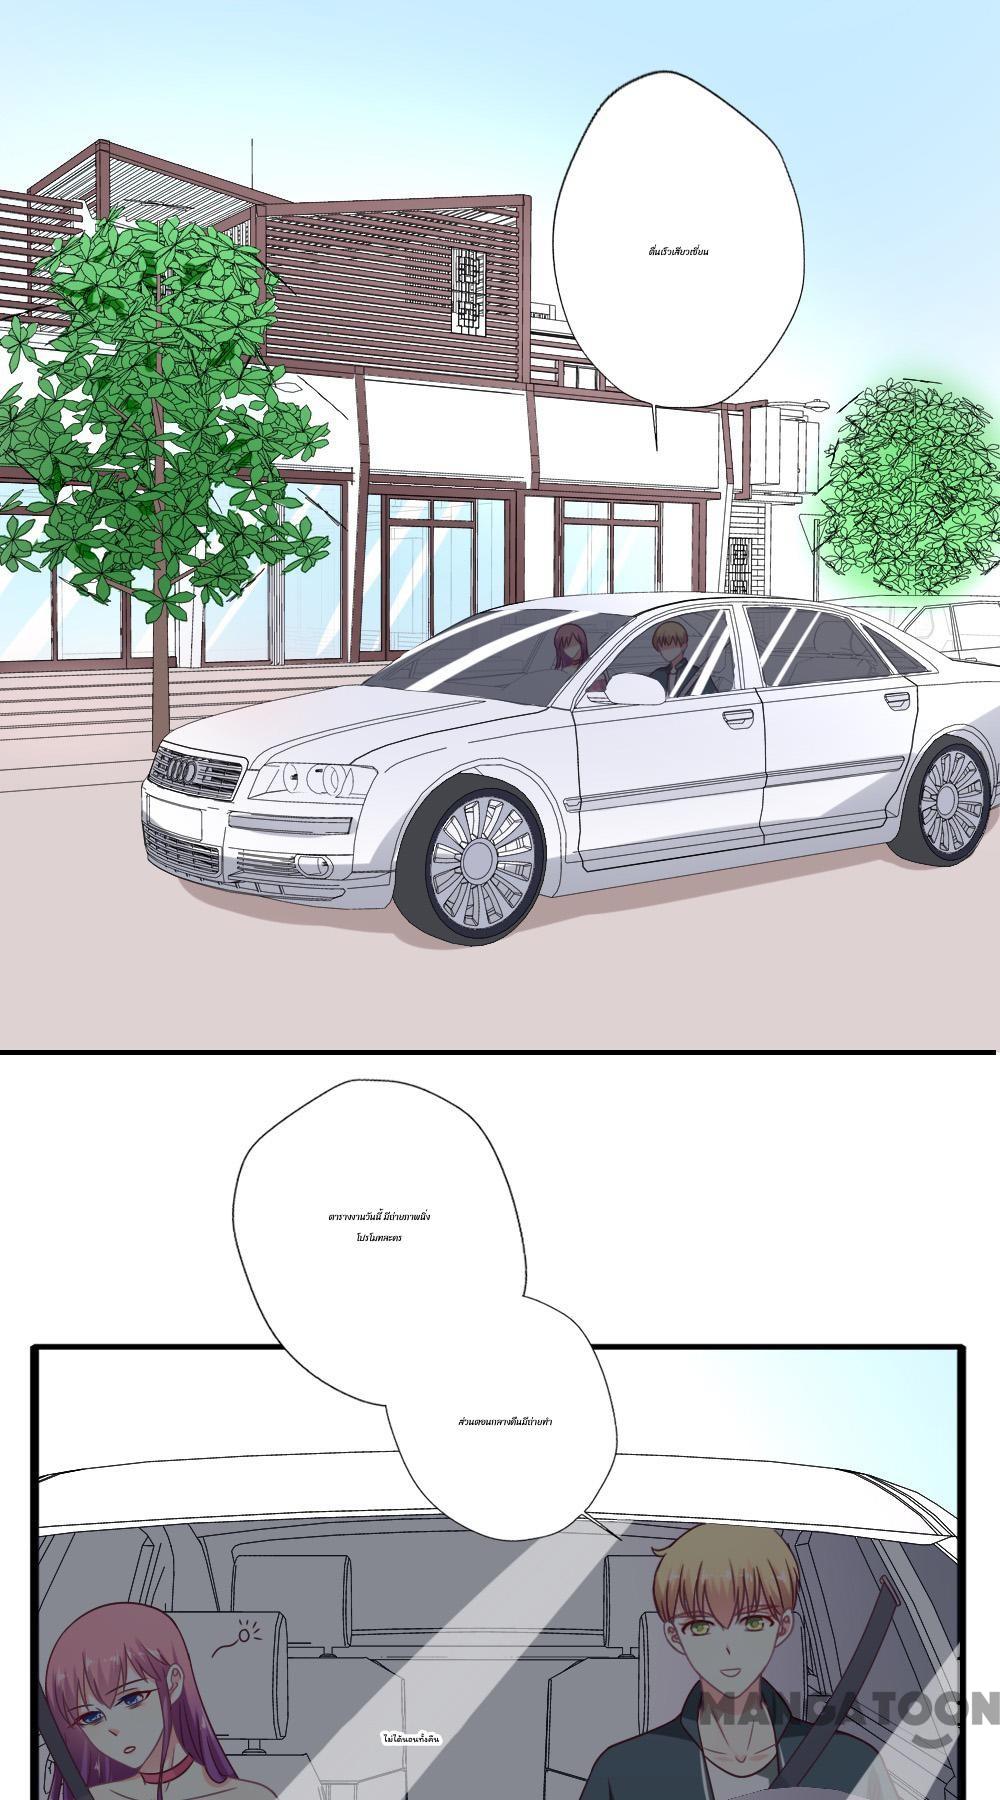 ตื่นเร็วเสียวเชี่ยน
ตารางงานวันนี้ มีถ่ายภาพนิ่ง
โปรโมทละคร
ส่วนตอนกลางคืนมีถ่ายทำ
ไม่ได้นอนทั้งคืน
MANGATOON